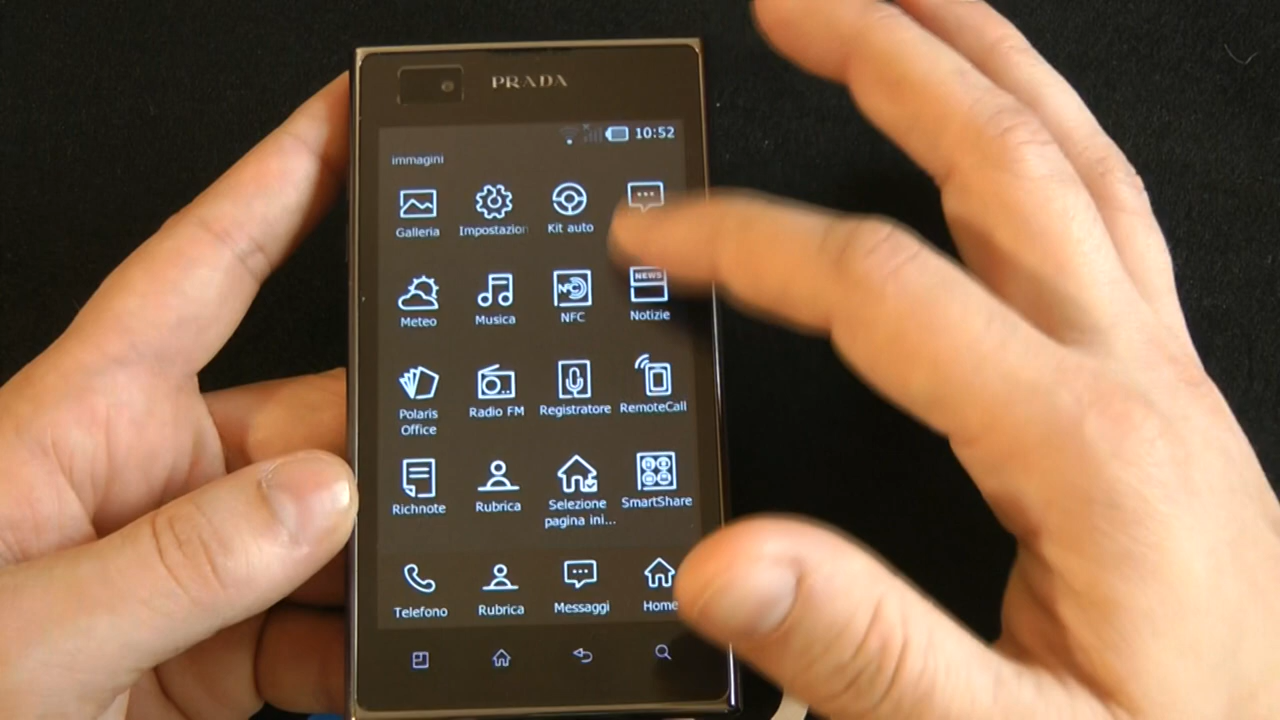 PRADA
10:52
immagini
Galleria
Impostazion
Kit auto
Meteo
Musica
NFC
NFC
NEWS
Notizie
Polaris
Office
Radio FM
Registratore
RemoteCall
Richnote
Rubrica
Selezione
pagina ini...
SmartShare
Telefono
Rubrica
Messaggi
Home